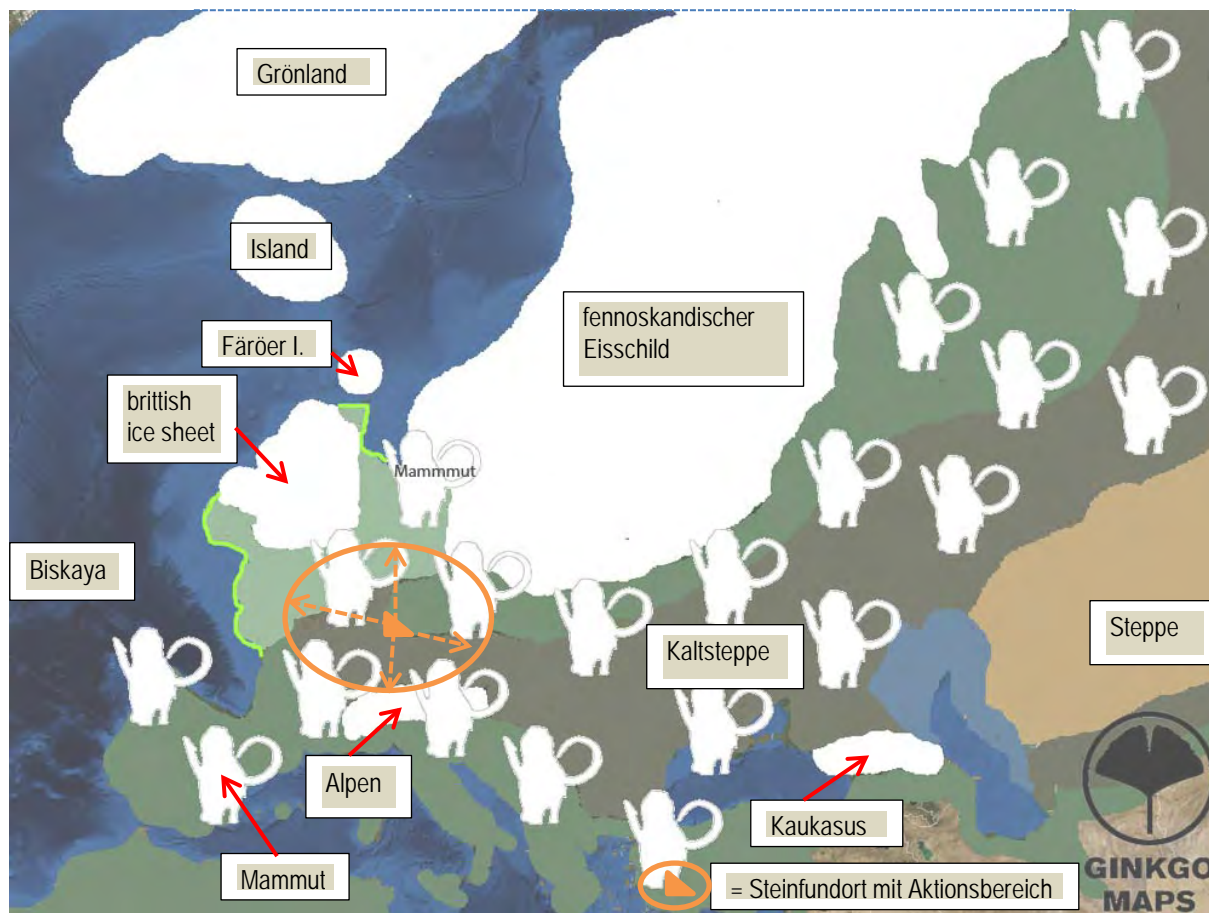 Grönland
Island
Färöer I.
fennoskandischer
Eisschild
brittish
ice sheet
Mammmut
Biskaya
Kaltsteppe
Steppe
Alpen
Kaukasus
Mammut
= Steinfundort mit Aktionsbereich
GINKGO
MAPS